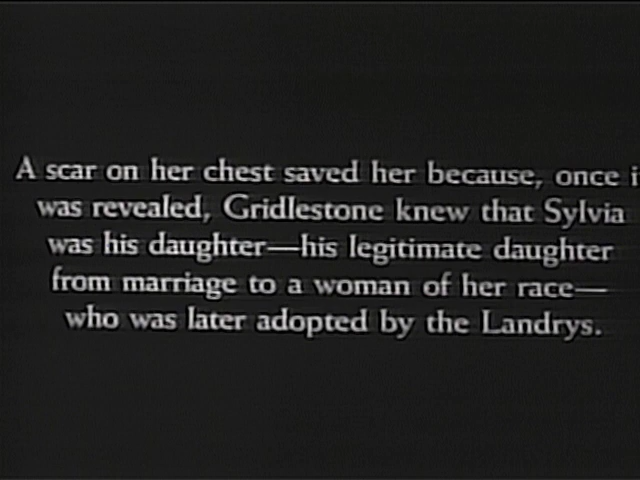 A scar on her chest saved her because, once i
was revealed, Gridlestone knew that Sylvia
was his daughter—his legitimate daughter
from marriage to a woman of her race—
who was later adopted by the Landrys.